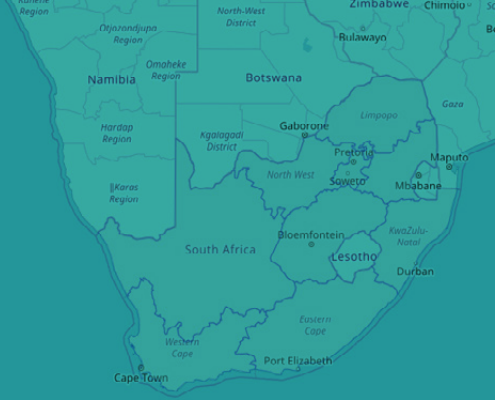 Kunene
Region
Zimbabwe
Chimoio
North-West
District
Otjozondjupa
Region
Bulawayo
Omaheke
Region
Namibia
Botswana
Gaza
Limpopo
Gaborone
Hardap
Region
Kgalagadi
District
Pretoria
Maputo
North West
Soweto
Mbabane
ǁKaras
Region
KwaZulu-
Natal
Bloemfontein
South Africa
Lesotho
Durban
Eastern
Cape
Western
Cape
Port Elizabeth
Cape Town